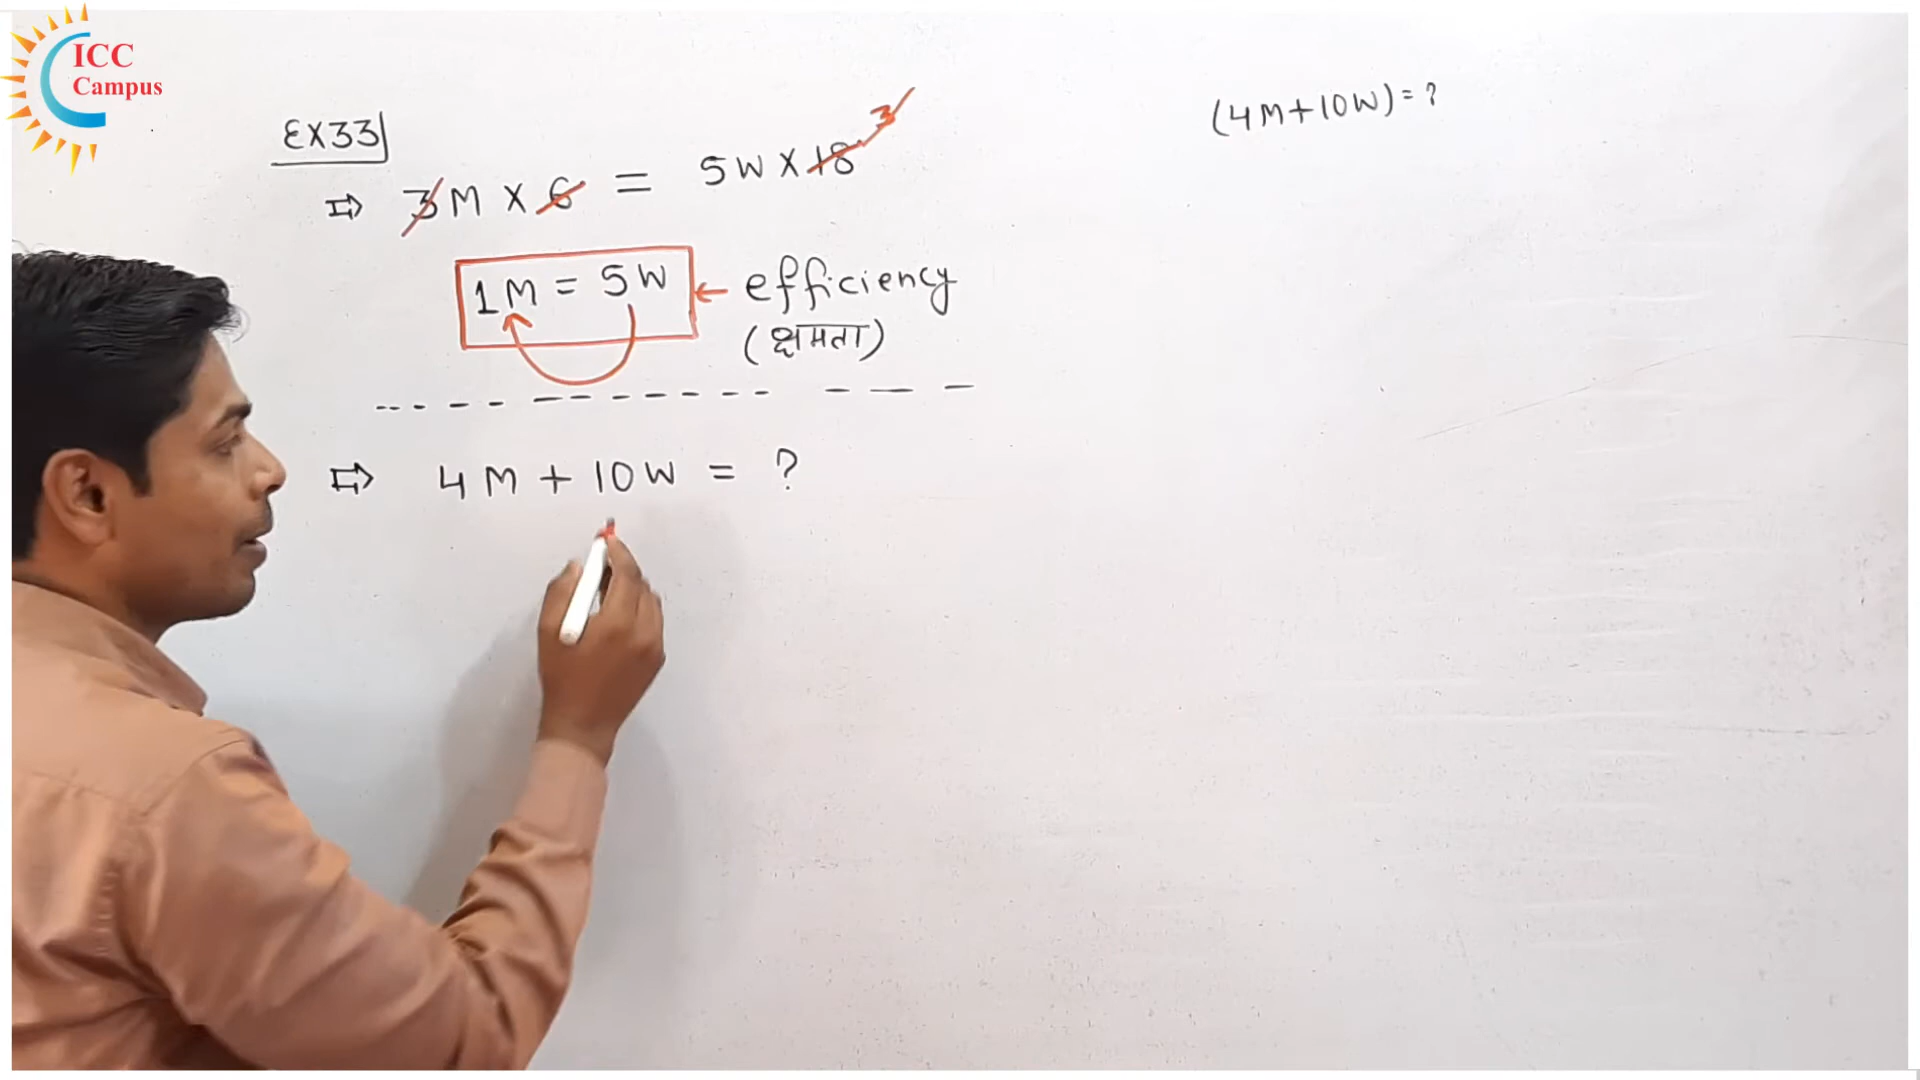 ICC
Campus
EX33
⇨ 3M × 6 = 5W × 18 3
1M = 5W ← efficiency
(क्षमता)
⇨ 4M + 10W = ?
(4M+10W) = ?